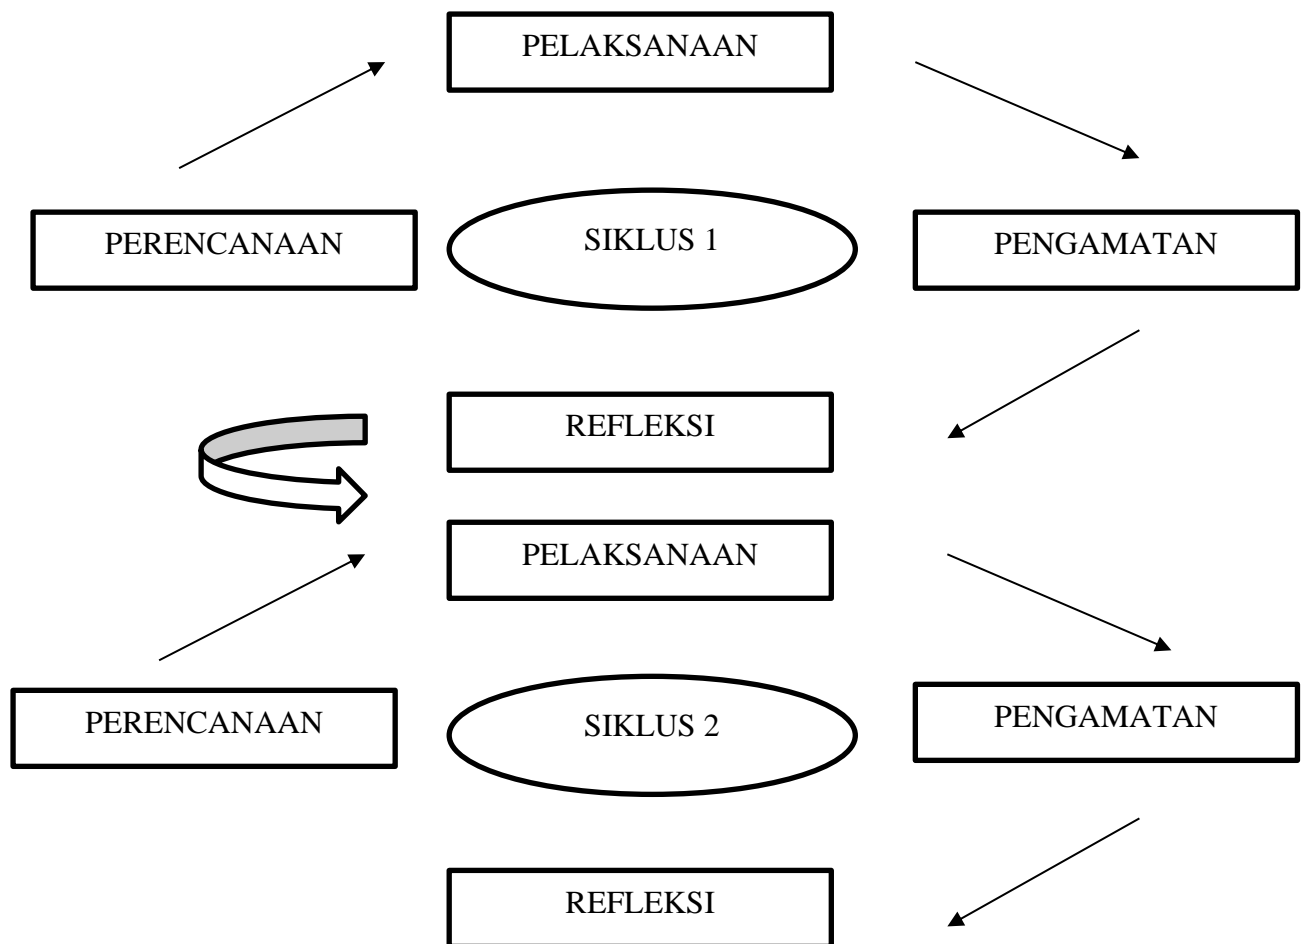 PELAKSANAAN
PERENCANAAN
SIKLUS 1
PENGAMATAN
REFLEKSI
PELAKSANAAN
PERENCANAAN
SIKLUS 2
PENGAMATAN
REFLEKSI